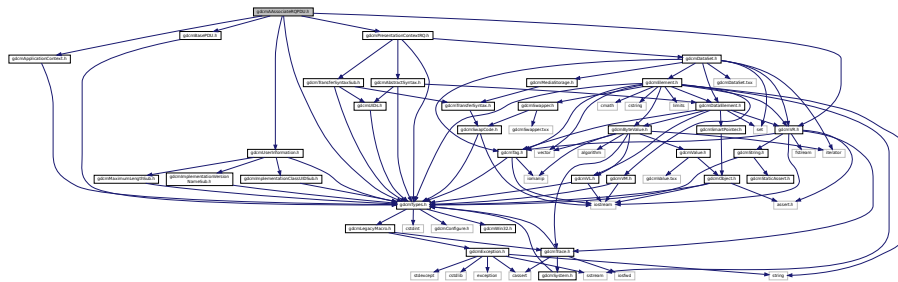 gdcmAAssociateRQPDU.h
gdcmBasePDU.h
gdcmPresentationContextRQ.h
gdcmApplicationContext.h
gdcmDataSet.h
gdcmTransferSyntaxSub.h
gdcmAbstractSyntax.h
gdcmMediaStorage.h
gdcmElement.h
gdcmDataSet.txx
gdcmUIDs.h
gdcmTransferSyntax.h
gdcmSwapper.h
cmath
cstring
limits
gdcmDataElement.h
gdcmSwapCode.h
gdcmSwapper.txx
gdcmByteValue.h
gdcmSmartPointer.h
set
gdcmVR.h
gdcmUserInformation.h
gdcmTag.h
vector
algorithm
gdcmValue.h
gdcmString.h
fstream
iterator
gdcmMaximumLengthSub.h
gdcmImplementationVersion
NameSub.h
gdcmImplementationClassUIDSub.h
iomanip
gdcmVL.h
gdcmVM.h
gdcmValue.txx
gdcmObject.h
gdcmStaticAssert.h
gdcmTypes.h
iostream
assert.h
gdcmLegacyMacro.h
cstdint
gdcmConfigure.h
gdcmWin32.h
gdcmException.h
gdcmTrace.h
stdexcept
cstdlib
exception
cassert
gdcmSystem.h
sstream
iosfwd
string